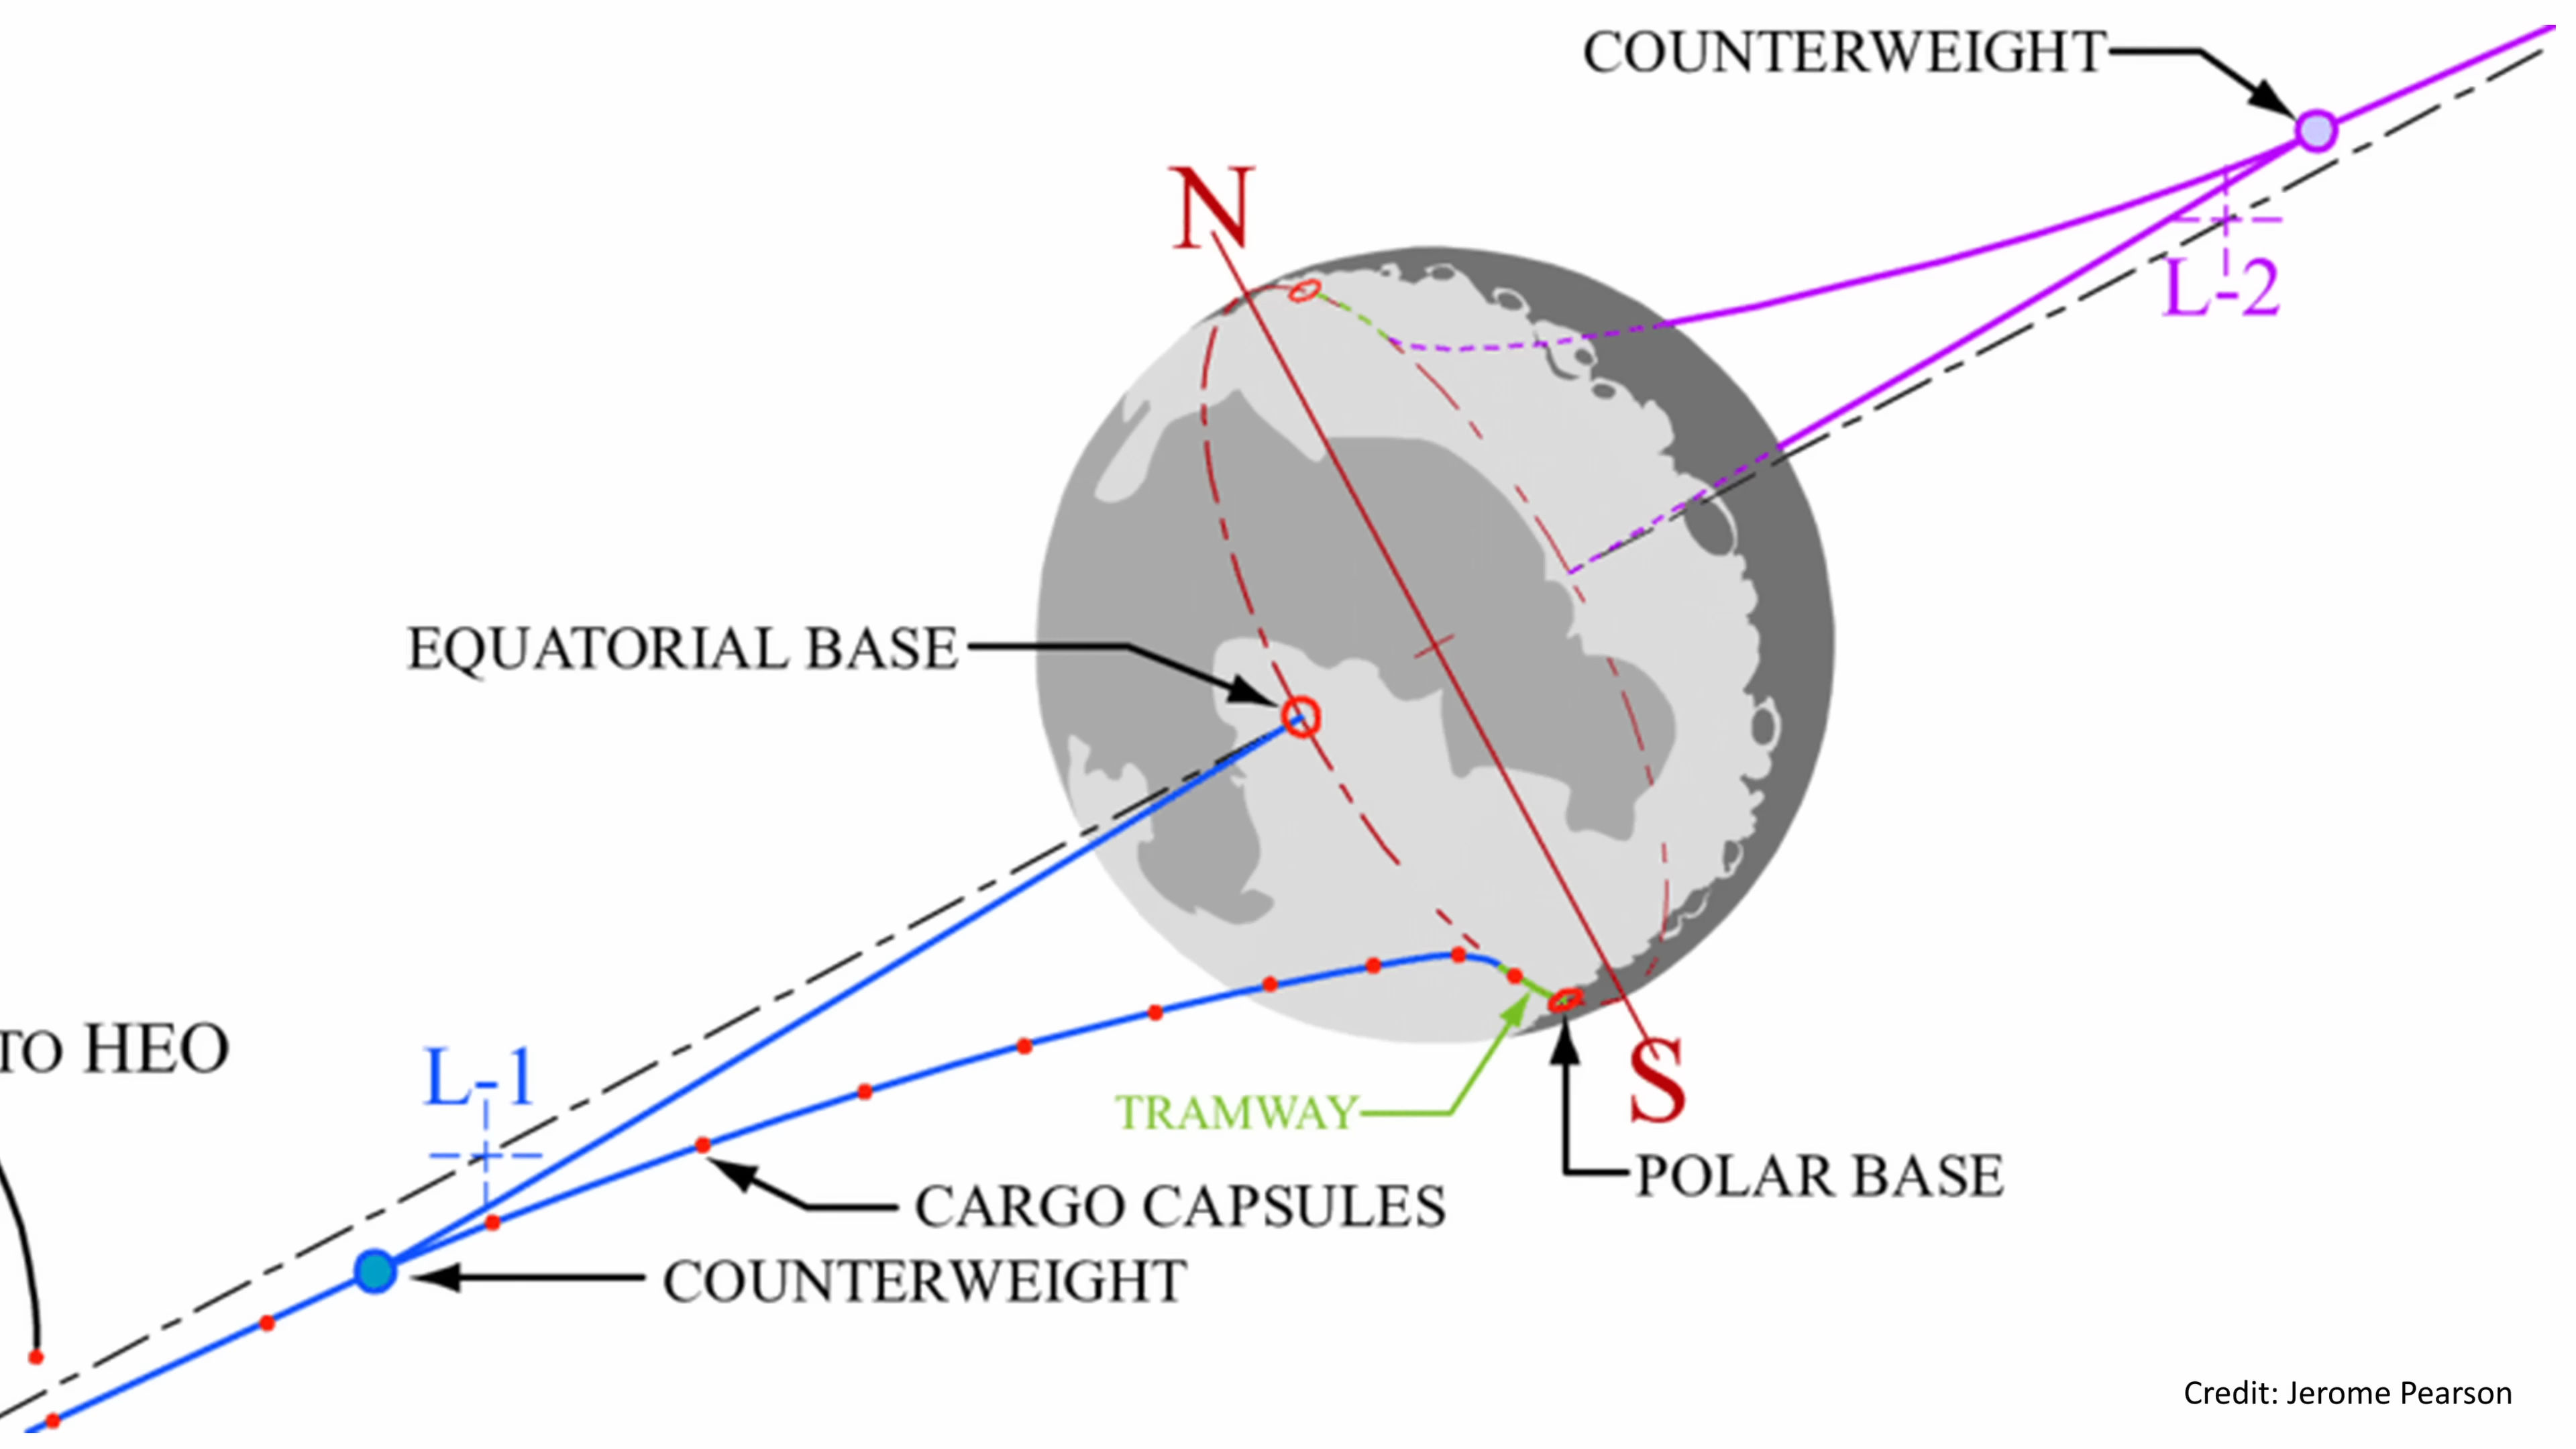 COUNTERWEIGHT
N
L-2
EQUATORIAL BASE
TO HEO
L-1
TRAMWAY
S
POLAR BASE
CARGO CAPSULES
COUNTERWEIGHT
Credit: Jerome Pearson